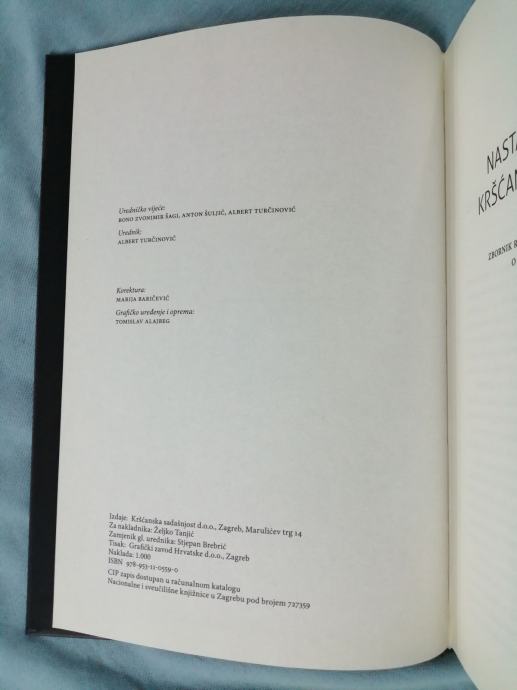 Uredničko vijeće:
BONO ZVONIMIR ŠAGI, ANTON ŠULJIĆ, ALBERT TURČINOVIĆ
Urednik:
ALBERT TURČINOVIĆ
Korektura:
MARIJA BARIČEVIĆ
Grafičko uređenje i oprema:
TOMISLAV ALAJBEG
Izdaje: Kršćanska sadašnjost d.o.o., Zagreb, Marulićev trg 14
Za nakladnika: Željko Tanjić
Zamjenik gl. urednika: Stjepan Brebrić
Tisak: Grafički zavod Hrvatske d.o.o., Zagreb
Naklada: 1.000
ISBN 978-953-11-0559-0
CIP zapis dostupan u računalnom katalogu
Nacionalne i sveučilišne knjižnice u Zagrebu pod brojem 727359
NASTA
KRŠĆAN
ZBORNIK R
O